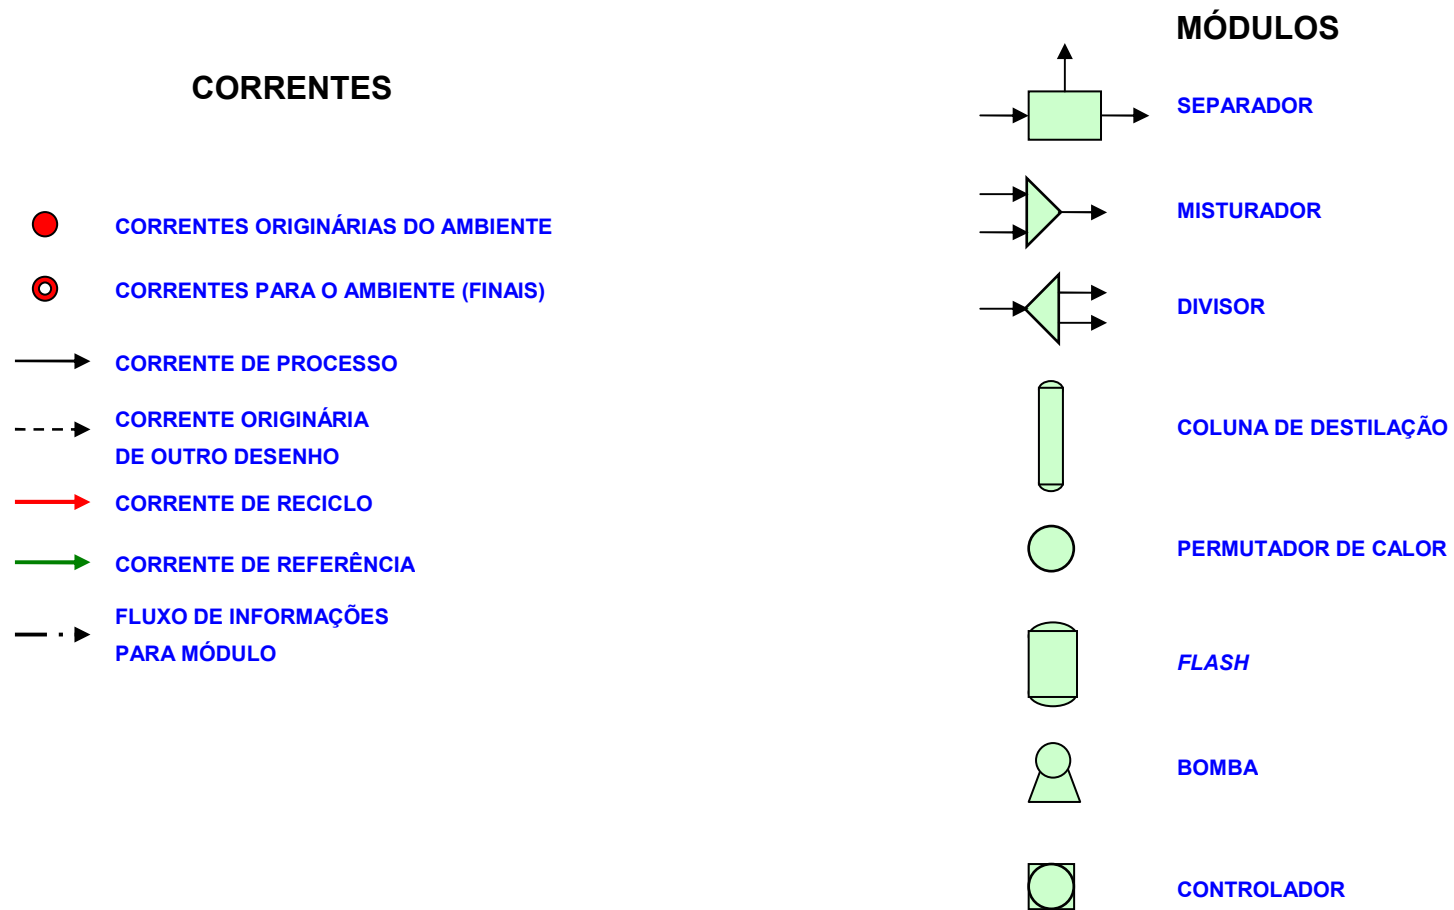 CORRENTES
CORRENTES ORIGINÁRIAS DO AMBIENTE
CORRENTES PARA O AMBIENTE (FINAIS)
CORRENTE DE PROCESSO
CORRENTE ORIGINÁRIA
DE OUTRO DESENHO
CORRENTE DE RECICLO
CORRENTE DE REFERÊNCIA
FLUXO DE INFORMAÇÕES
PARA MÓDULO
MÓDULOS
SEPARADOR
MISTURADOR
DIVISOR
COLUNA DE DESTILAÇÃO
PERMUTADOR DE CALOR
FLASH
BOMBA
CONTROLADOR